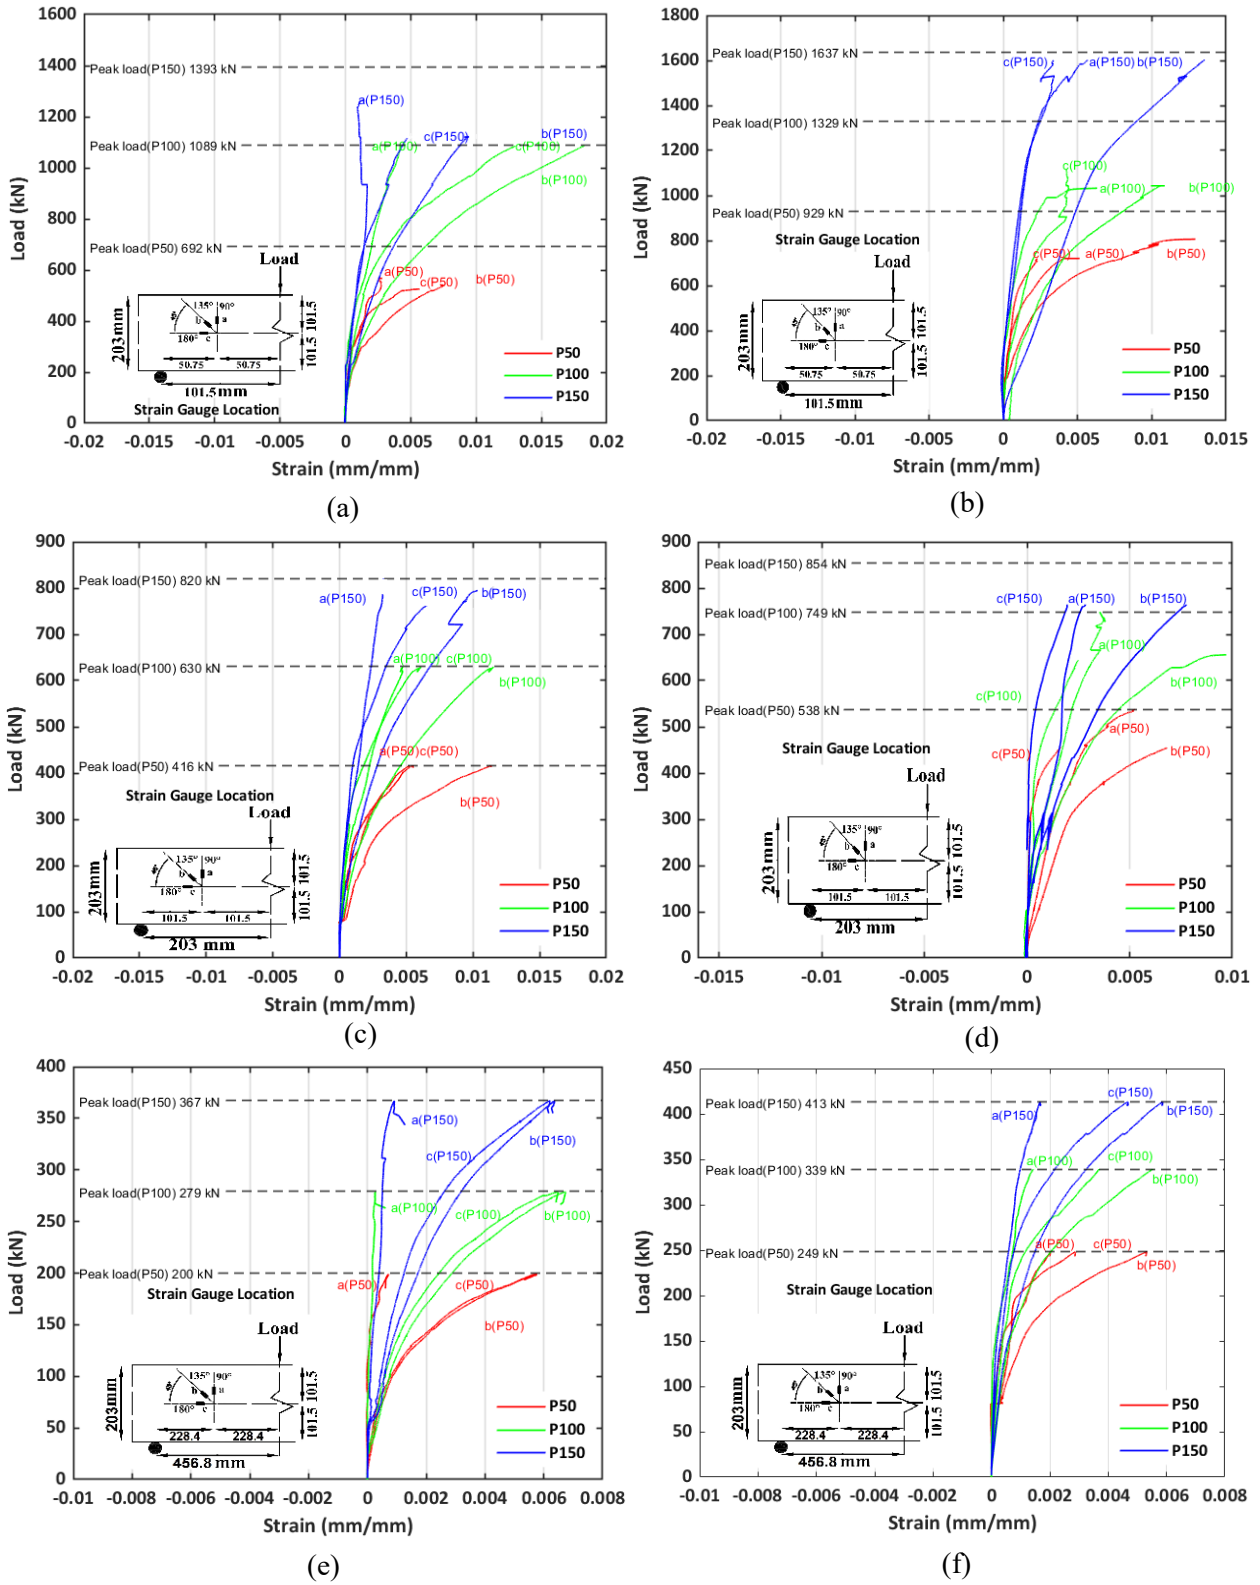 1600
1400
1200
1000
800
600
400
200
0
Load (kN)
Peak load(P150) 1393 kN
a(P150)
c(P150)
b(P150)
Peak load(P100) 1089 kN
a(P100)
c(P100)
b(P100)
Peak load(P50) 692 kN
a(P50)
c(P50)
b(P50)
Load
135° 90°
45°
b a
180° c
203mm
101.5
101.5
50.75 50.75
101.5 mm
Strain Gauge Location
P50
P100
P150
-0.02 -0.015 -0.01 -0.005 0 0.005 0.01 0.015 0.02
Strain (mm/mm)
(a)
1800
1600
1400
1200
1000
800
600
400
200
0
Load (kN)
Peak load(P150) 1637 kN
c(P150) a(P150) b(P150)
Peak load(P100) 1329 kN
c(P100)
a(P100) b(P100)
Peak load(P50) 929 kN
Strain Gauge Location
c(P50) a(P50) b(P50)
Load
135° 90°
45°
b a
180° c
203mm
101.5
101.5
50.75 50.75
101.5 mm
P50
P100
P150
-0.02 -0.015 -0.01 -0.005 0 0.005 0.01 0.015
Strain (mm/mm)
(b)
900
800
700
600
500
400
300
200
100
0
Load (kN)
Peak load(P150) 820 kN
a(P150) c(P150) b(P150)
Peak load(P100) 630 kN
a(P100) c(P100)
b(P100)
Peak load(P50) 416 kN
a(P50) c(P50)
b(P50)
Strain Gauge Location
Load
135° 90°
45°
b a
180° c
203mm
101.5
101.5
101.5 101.5
203 mm
P50
P100
P150
-0.02 -0.015 -0.01 -0.005 0 0.005 0.01 0.015 0.02
Strain (mm/mm)
(c)
900
800
700
600
500
400
300
200
100
0
Load (kN)
Peak load(P150) 854 kN
c(P150) a(P150) b(P150)
Peak load(P100) 749 kN
a(P100)
c(P100) b(P100)
Peak load(P50) 538 kN
a(P50)
c(P50) b(P50)
Strain Gauge Location
Load
135° 90°
45°
b a
180° c
203mm
101.5
101.5
101.5 101.5
203 mm
P50
P100
P150
-0.01 -0.005 0 0.005 0.01
Strain (mm/mm)
(d)
400
350
300
250
200
150
100
50
0
Load (kN)
Peak load(P150) 367 kN
a(P150)
c(P150) b(P150)
Peak load(P100) 279 kN
a(P100) c(P100) b(P100)
Peak load(P50) 200 kN
a(P50) c(P50)
b(P50)
Strain Gauge Location
Load
135° 90°
45°
b a
180° c
203mm
101.5
101.5
228.4 228.4
456.8 mm
P50
P100
P150
-0.01 -0.008 -0.006 -0.004 -0.002 0 0.002 0.004 0.006 0.008
Strain (mm/mm)
(e)
450
400
350
300
250
200
150
100
50
0
Load (kN)
Peak load(P150) 413 kN
a(P150) c(P150)
b(P150)
Peak load(P100) 339 kN
a(P100) c(P100)
b(P100)
Peak load(P50) 249 kN
a(P50) c(P50)
b(P50)
Strain Gauge Location
Load
135° 90°
45°
b a
180° c
203mm
101.5
101.5
228.4 228.4
456.8 mm
P50
P100
P150
-0.01 -0.008 -0.006 -0.004 -0.002 0 0.002 0.004 0.006 0.008
Strain (mm/mm)
(f)